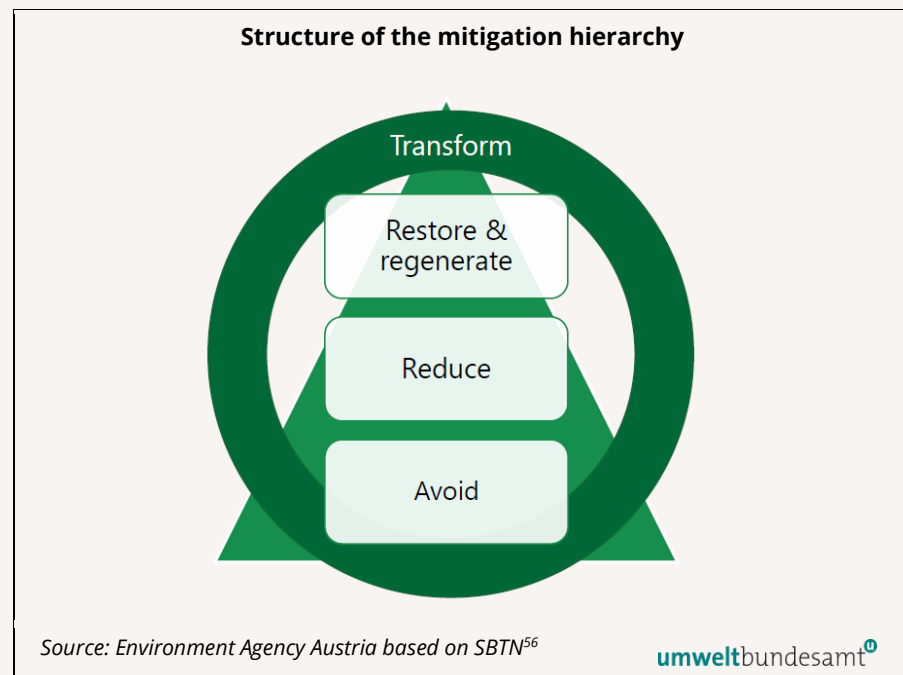 Structure of the mitigation hierarchy
Transform
Restore &
regenerate
Reduce
Avoid
Source: Environment Agency Austria based on SBTN56
umweltbundesamt u